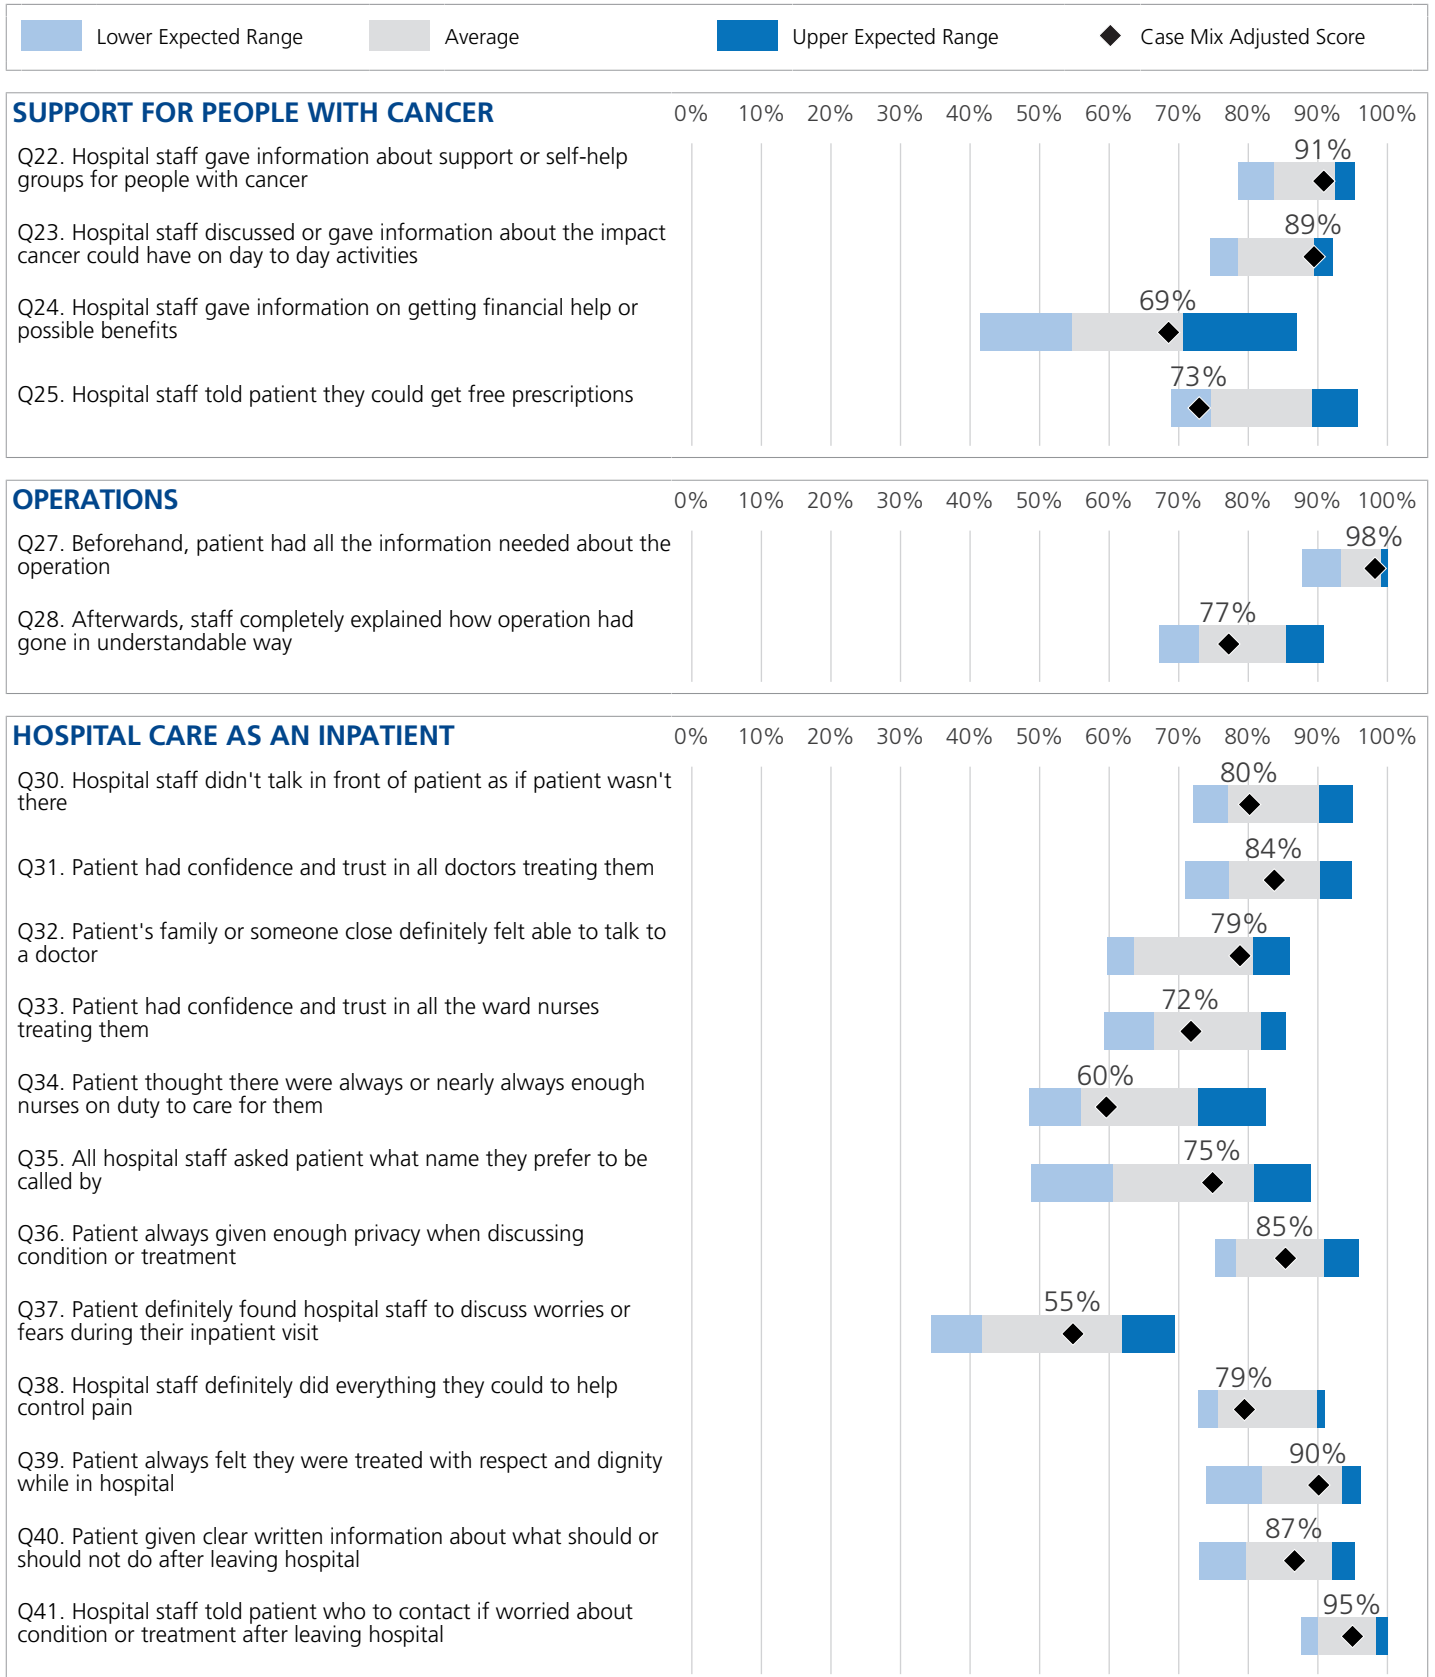 Lower Expected Range Average Upper Expected Range Case Mix Adjusted Score
SUPPORT FOR PEOPLE WITH CANCER 0% 10% 20% 30% 40% 50% 60% 70% 80% 90% 100%
Q22. Hospital staff gave information about support or self-help
groups for people with cancer
91%
Q23. Hospital staff discussed or gave information about the impact
cancer could have on day to day activities
89%
Q24. Hospital staff gave information on getting financial help or
possible benefits
69%
Q25. Hospital staff told patient they could get free prescriptions
73%
OPERATIONS 0% 10% 20% 30% 40% 50% 60% 70% 80% 90% 100%
Q27. Beforehand, patient had all the information needed about the
operation
98%
Q28. Afterwards, staff completely explained how operation had
gone in understandable way
77%
HOSPITAL CARE AS AN INPATIENT 0% 10% 20% 30% 40% 50% 60% 70% 80% 90% 100%
Q30. Hospital staff didn't talk in front of patient as if patient wasn't
there
80%
Q31. Patient had confidence and trust in all doctors treating them
84%
Q32. Patient's family or someone close definitely felt able to talk to
a doctor
79%
Q33. Patient had confidence and trust in all the ward nurses
treating them
72%
Q34. Patient thought there were always or nearly always enough
nurses on duty to care for them
60%
Q35. All hospital staff asked patient what name they prefer to be
called by
75%
Q36. Patient always given enough privacy when discussing
condition or treatment
85%
Q37. Patient definitely found hospital staff to discuss worries or
fears during their inpatient visit
55%
Q38. Hospital staff definitely did everything they could to help
control pain
79%
Q39. Patient always felt they were treated with respect and dignity
while in hospital
90%
Q40. Patient given clear written information about what should or
should not do after leaving hospital
87%
Q41. Hospital staff told patient who to contact if worried about
condition or treatment after leaving hospital
95%